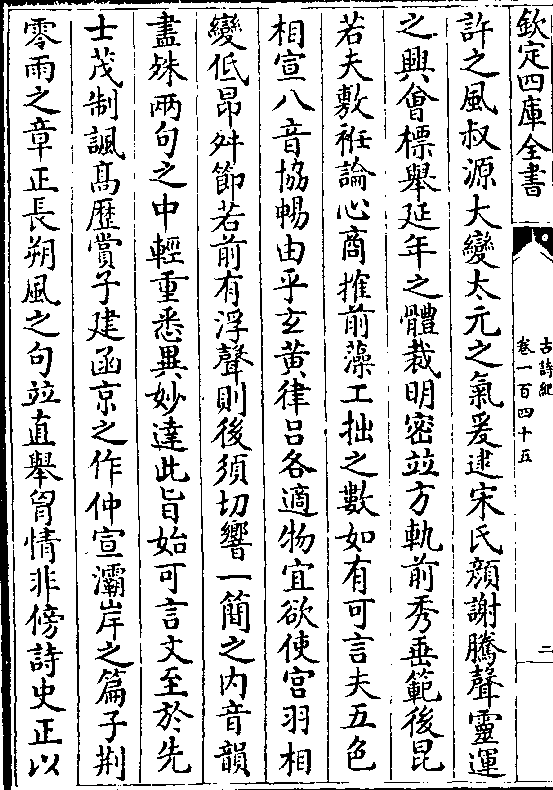 欽定四庫全書
古詩紀
卷一百四十五
二
許之風叔源大變太元之氣爰逮宋氏顏謝騰聲靈運
之興會標舉延年之體裁明密竝方軌前秀垂範後昆
若夫敷衽論心商搉前藻工拙之數如有可言夫五色
相宣八音協暢由乎玄黃律呂各適物宜欲使宮羽相
變低昂舛節若前有浮聲則後須切響一簡之内音韻
盡殊兩句之中輕重悉異妙達此旨始可言文至於先
士茂制諷髙歷賞子建函京之作仲宣灞岸之篇子荆
零雨之章正長朔風之句竝直舉胷情非傍詩史正以